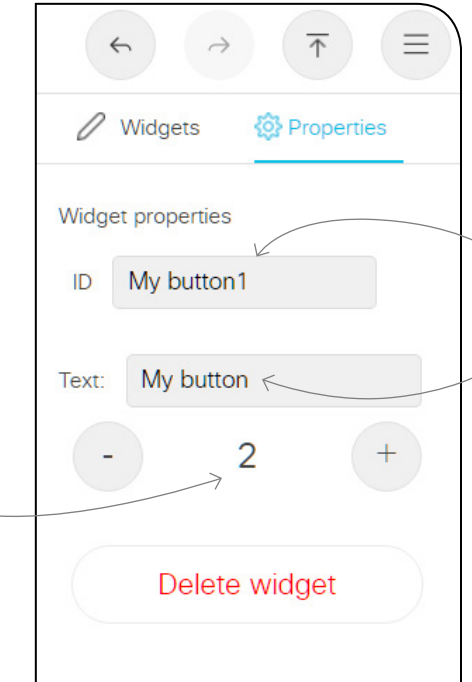 Widgets Properties
Widget properties
ID My button1
Text: My button
- 2 +
Delete widget